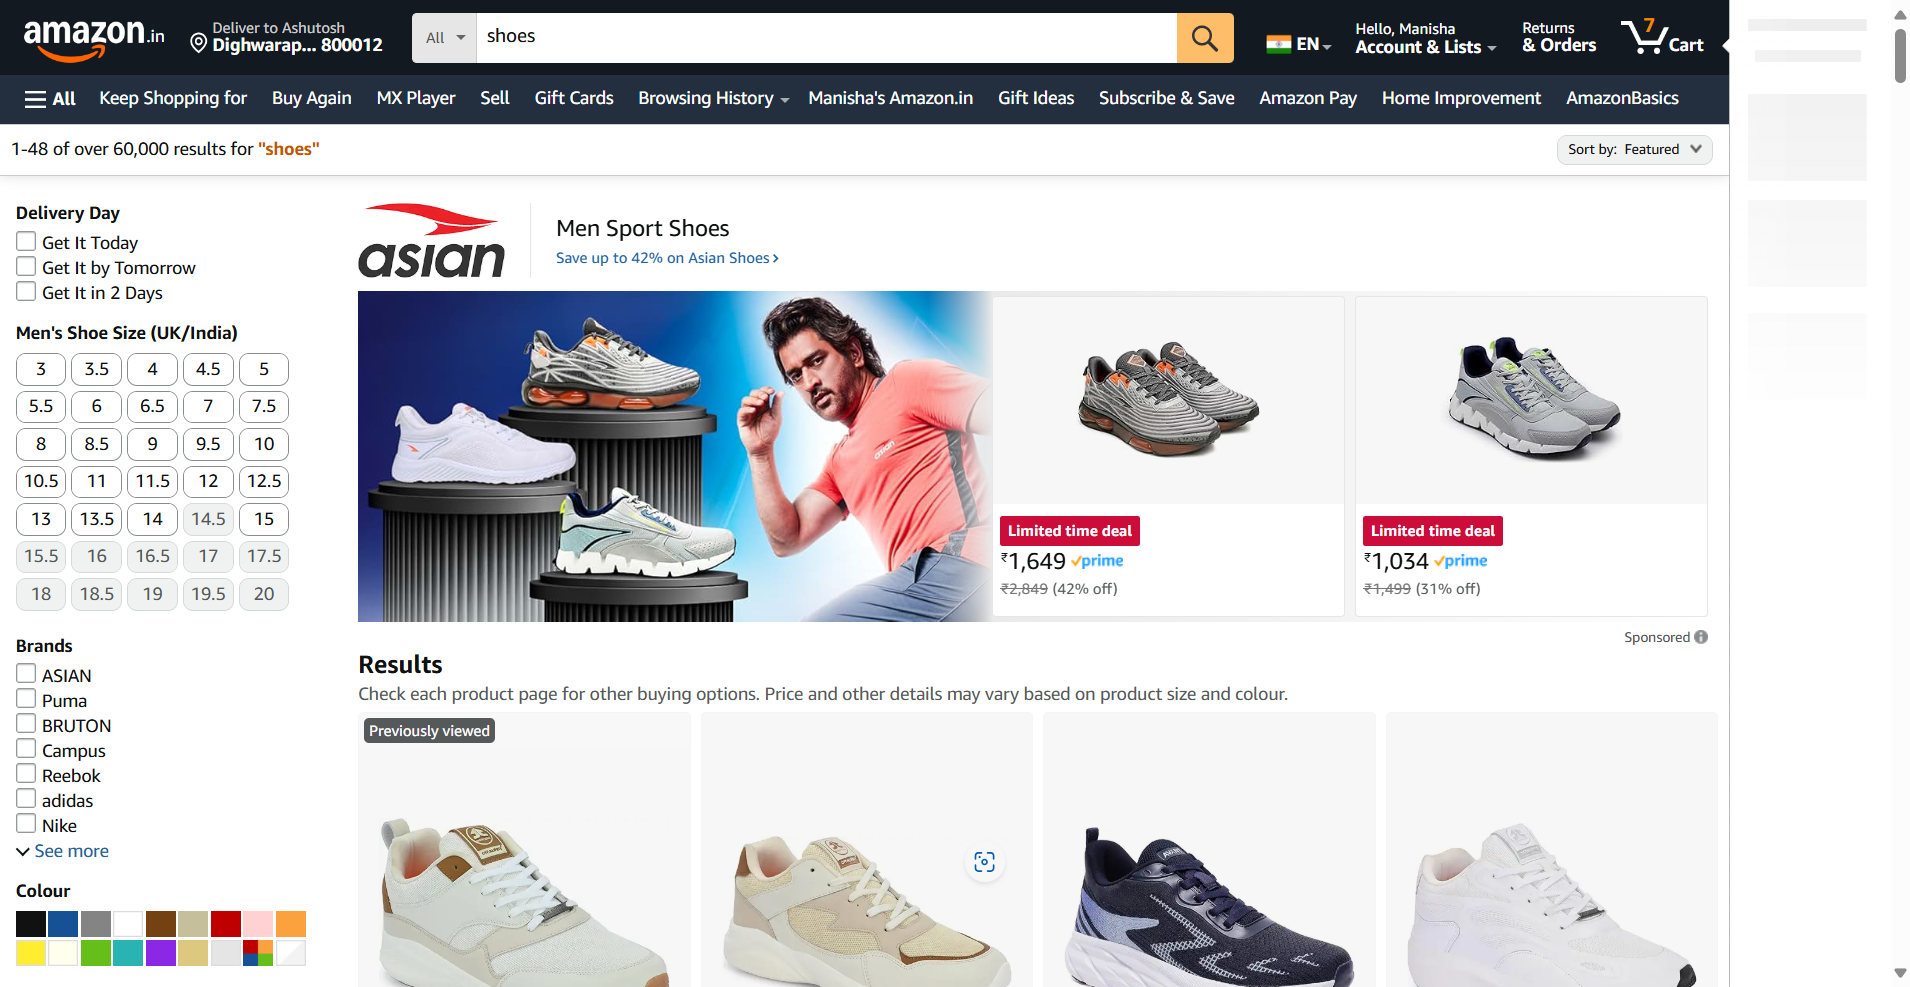 amazon.in
Deliver to Ashutosh
Dighwarap... 800012
All
shoes
EN
Hello, Manisha
Account & Lists
Returns
& Orders
7
Cart
All
Keep Shopping for
Buy Again
MX Player
Sell
Gift Cards
Browsing History
Manisha's Amazon.in
Gift Ideas
Subscribe & Save
Amazon Pay
Home Improvement
AmazonBasics
1-48 of over 60,000 results for "shoes"
Sort by: Featured
Delivery Day
Get It Today
Get It by Tomorrow
Get It in 2 Days
Men's Shoe Size (UK/India)
3 3.5 4 4.5 5
5.5 6 6.5 7 7.5
8 8.5 9 9.5 10
10.5 11 11.5 12 12.5
13 13.5 14 14.5 15
15.5 16 16.5 17 17.5
18 18.5 19 19.5 20
Brands
ASIAN
Puma
BRUTON
Campus
Reebok
adidas
Nike
See more
Colour
asian
Men Sport Shoes
Save up to 42% on Asian Shoes
asian
Limited time deal
₹1,649 prime
₹2,849 (42% off)
Limited time deal
₹1,034 prime
₹1,499 (31% off)
Sponsored
Results
Check each product page for other buying options. Price and other details may vary based on product size and colour.
Previously viewed